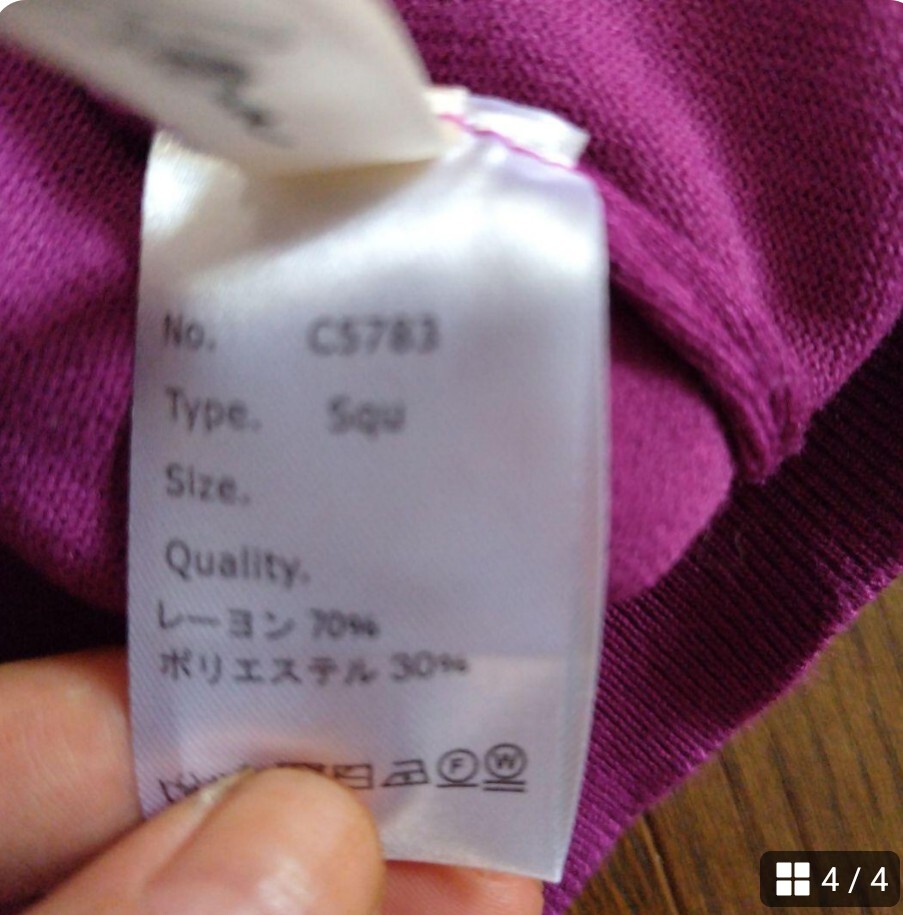 No. C5783
Type. Squ
Size.
Quality.
レーヨン 70%
ポリエステル 30%
F W
4 / 4